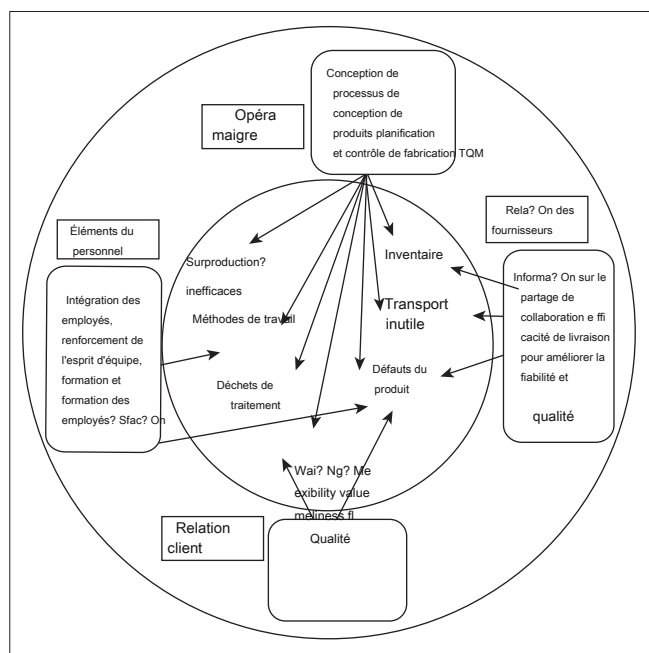 Conception de
processus de
conception de
produits planification
et contrôle de fabrication TQM
Opéra
maigre
Éléments du
personnel
Rela? On des
fournisseurs
Surproduction?
inefficaces
Méthodes de travail
Inventaire
Transport
inutile
Informa? On sur le
partage de
collaboration e ffi
cacité de livraison
pour améliorer la
fiabilité et
qualité
Intégration des
employés,
renforcement de
l'esprit d'équipe,
formation et
formation des
employés? Sfac? On
Déchets de
traitement
Défauts du
produit
Wai? Ng? Me
exibility value
meliness fl
Relation
client
Qualité